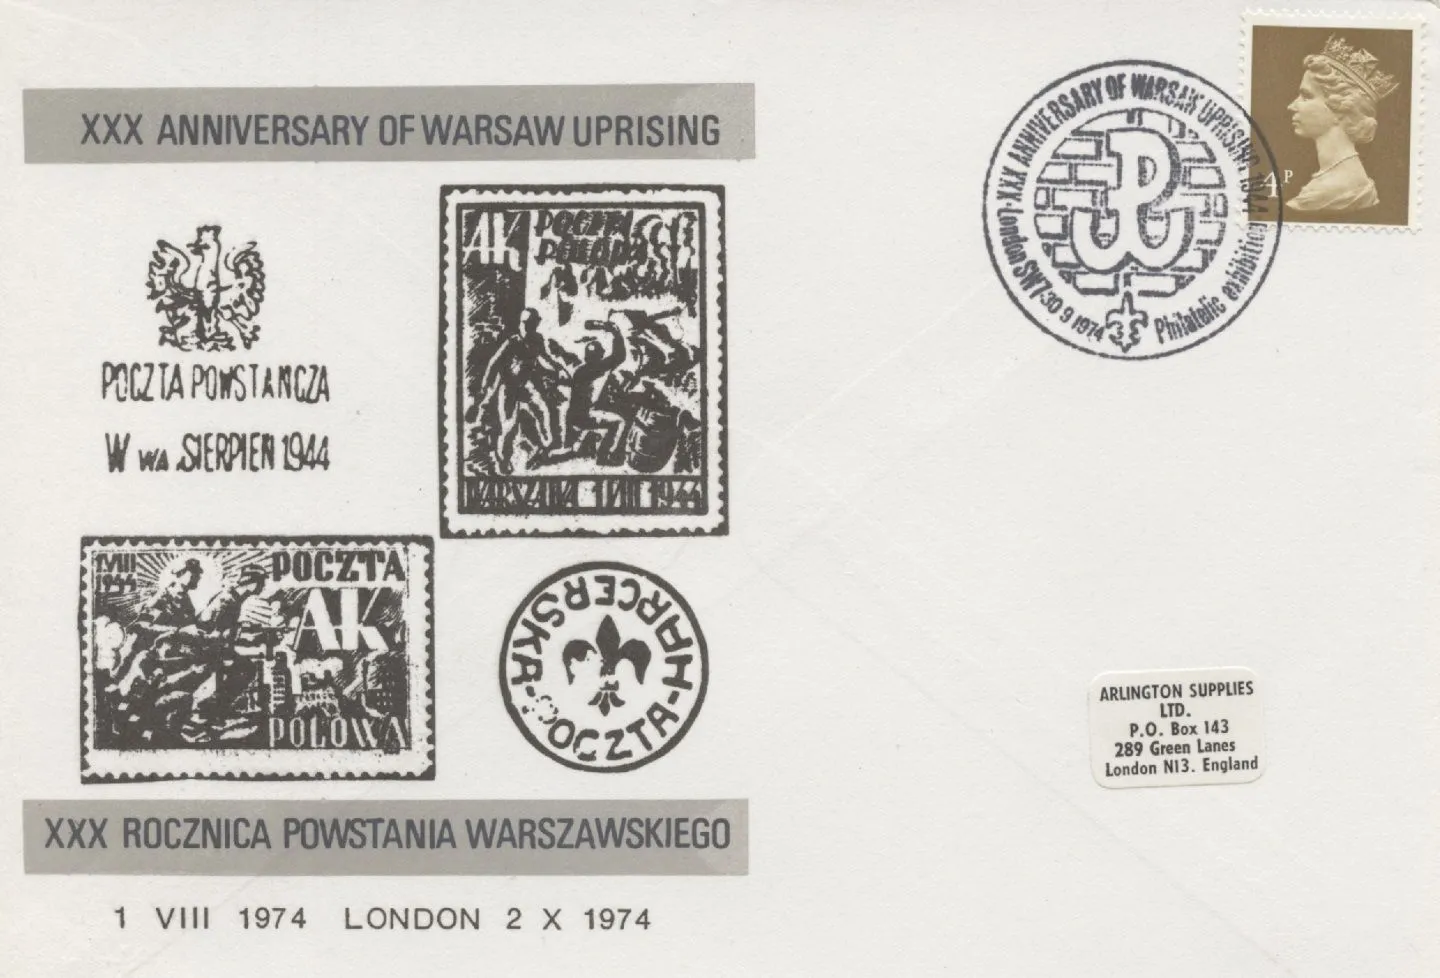 XXX ANNIVERSARY OF WARSAW UPRISING
POCZTA POWSTAŃCZA
W WA SIERPIEŃ 1944
AK POCZTA
POLOWA
WARSZAWA 1 VIII 1944
1.VIII
1944
POCZTA
AK
POLOWA
HARCERSKA-POCZTA-
XXX ROCZNICA POWSTANIA WARSZAWSKIEGO
1 VIII 1974 LONDON 2 X 1974
·XXX ANNIVERSARY OF WARSAW UPRISING 1944
London SW7·30 9 1974
Philatelic exhibition
4P
ARLINGTON SUPPLIES
LTD.
P.O. Box 143
289 Green Lanes
London N13. England